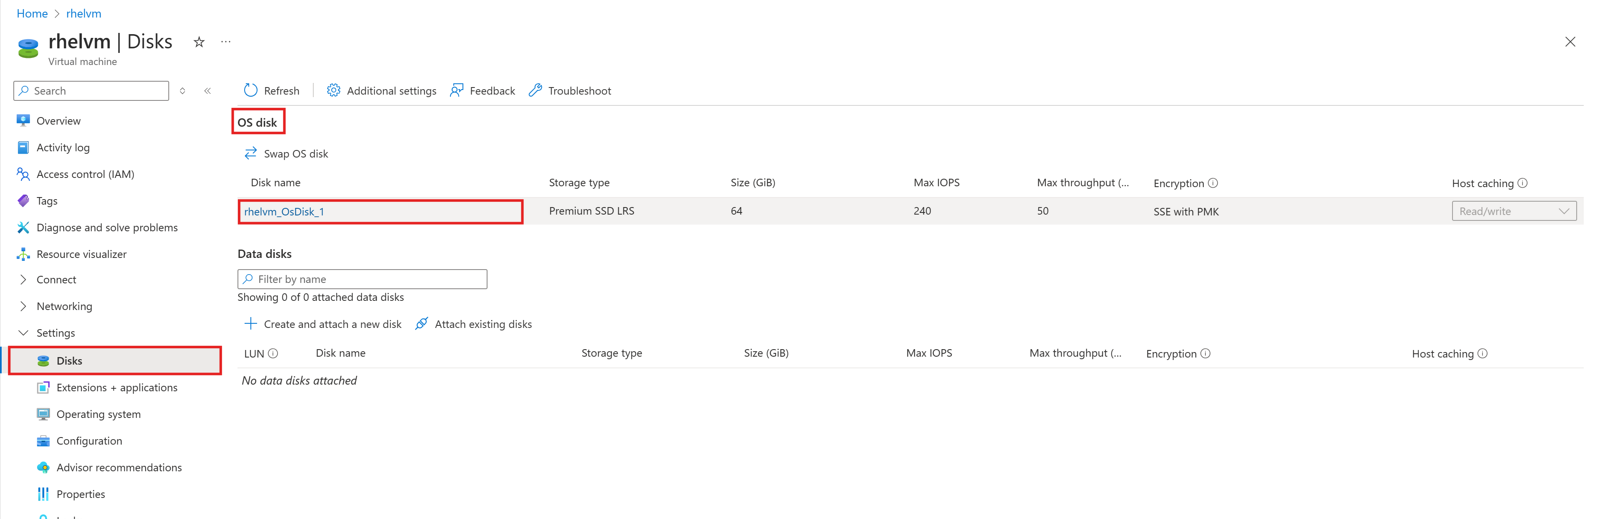 Home > rhelvm
rhelvm | Disks
Virtual machine
Search
Overview
Activity log
Access control (IAM)
Tags
Diagnose and solve problems
Resource visualizer
Connect
Networking
Settings
Disks
Extensions + applications
Operating system
Configuration
Advisor recommendations
Properties
Refresh Additional settings Feedback Troubleshoot
OS disk
Swap OS disk
Disk name Storage type Size (GiB) Max IOPS Max throughput (... Encryption Host caching
rhelvm_OsDisk_1 Premium SSD LRS 64 240 50 SSE with PMK Read/write
Data disks
Filter by name
Showing 0 of 0 attached data disks
Create and attach a new disk Attach existing disks
LUN Disk name Storage type Size (GiB) Max IOPS Max throughput (... Encryption Host caching
No data disks attached